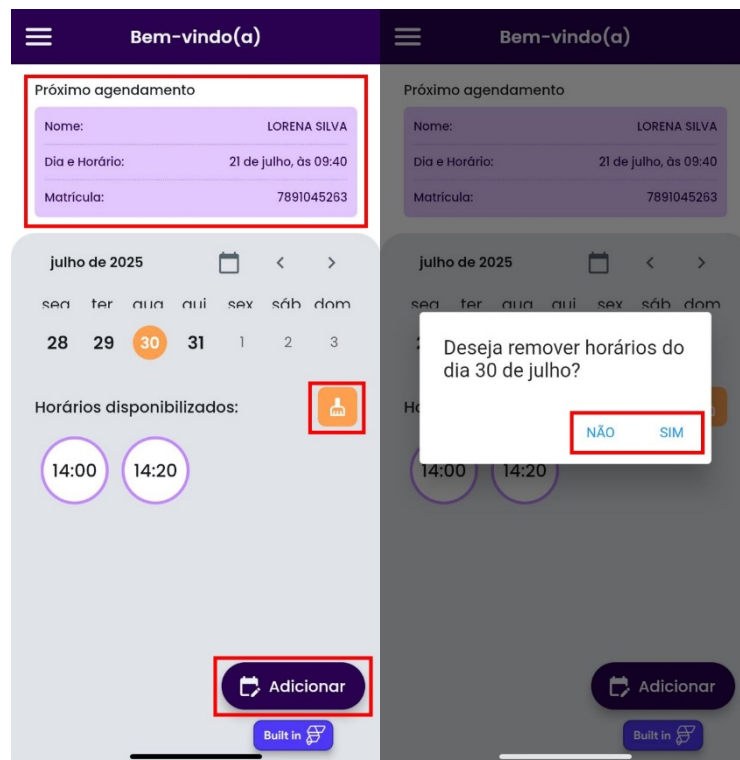 Bem-vindo(a)
Próximo agendamento
Nome: LORENA SILVA
Dia e Horário: 21 de julho, às 09:40
Matrícula: 7891045263
julho de 2025
seg ter qua qui sex sáb dom
28 29 30 31 1 2 3
Horários disponibilizados:
14:00 14:20
Adicionar
Built in
Bem-vindo(a)
Próximo agendamento
Nome: LORENA SILVA
Dia e Horário: 21 de julho, às 09:40
Matrícula: 7891045263
julho de 2025
seg ter qua qui sex sáb dom
Deseja remover horários do
dia 30 de julho?
NÃO SIM
14:00 14:20
Adicionar
Built in